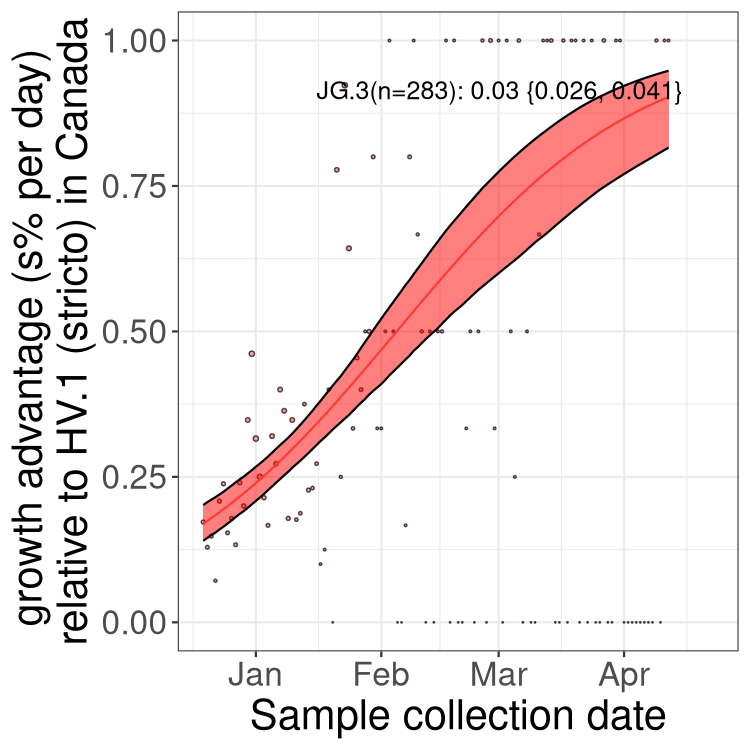 growth advantage (s% per day)
relative to HV.1 (stricto) in Canada
1.00
0.75
0.50
0.25
0.00
JG.3(n=283): 0.03 {0.026, 0.041}
Jan Feb Mar Apr
Sample collection date